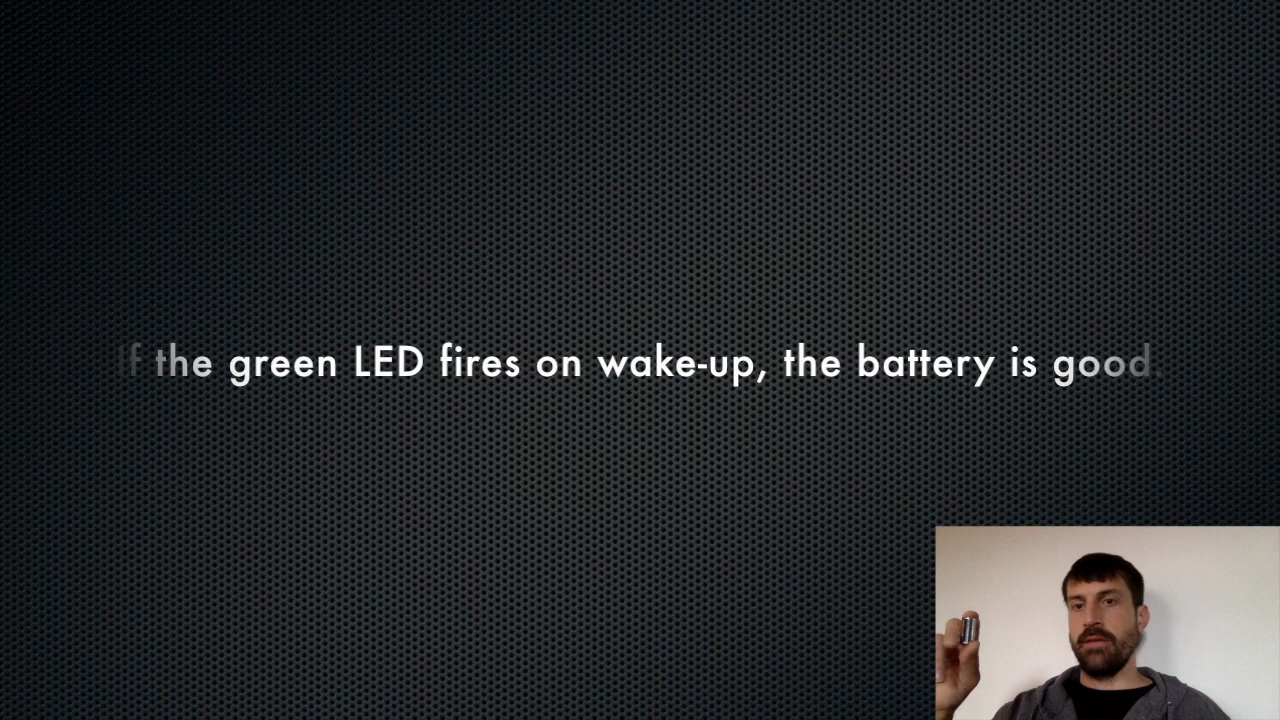 If the green LED fires on wake-up, the battery is good.